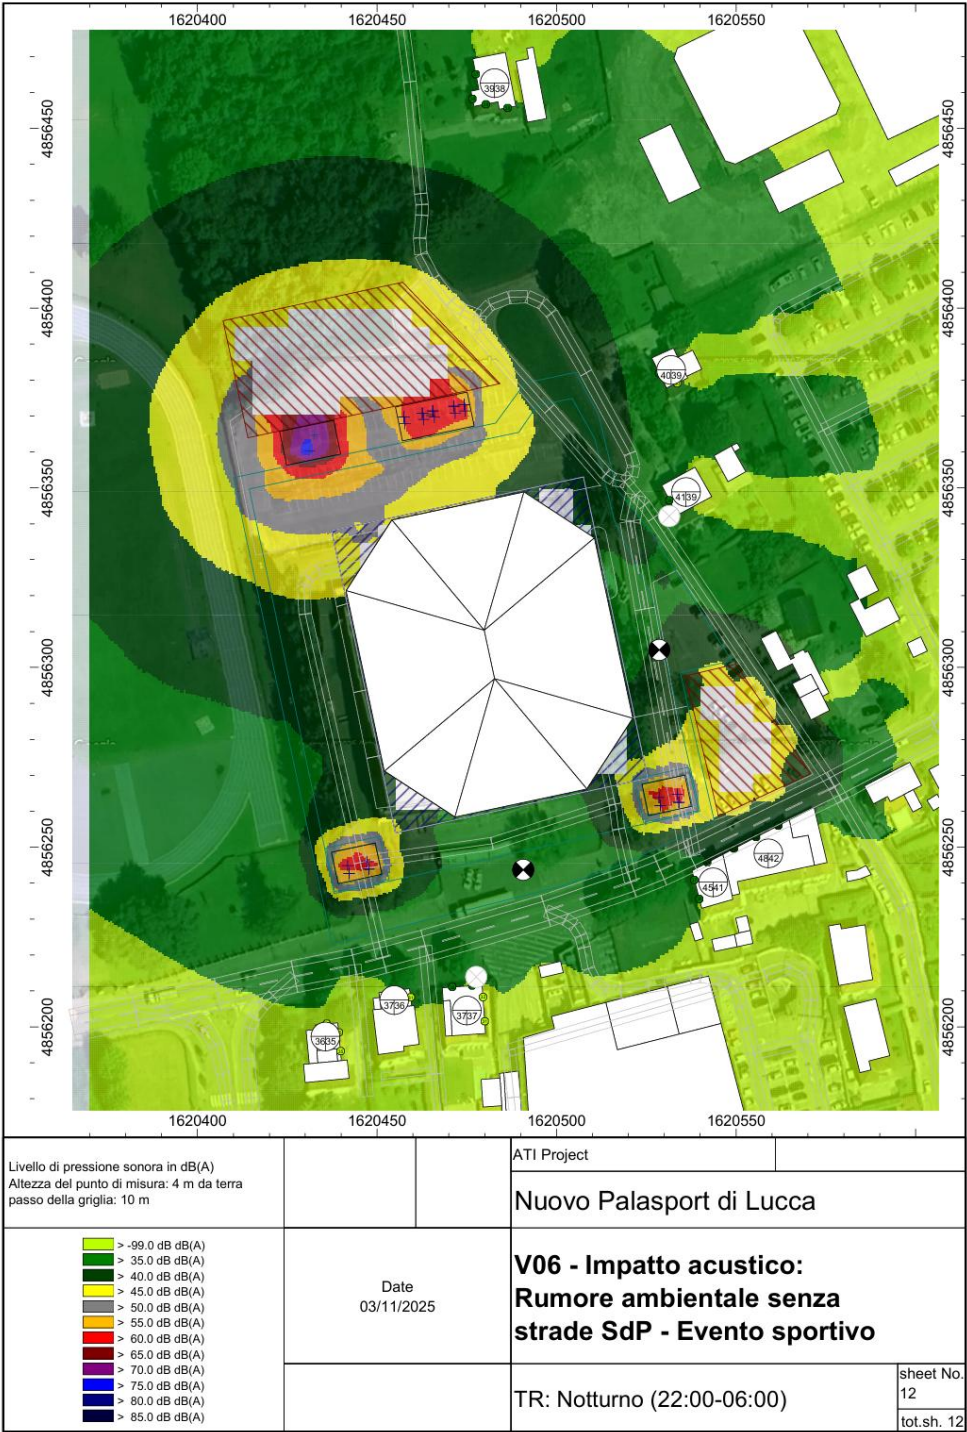 1620400 1620450 1620500 1620550
4856450 4856450
4856400 4856400
4856350 4856350
4856300 4856300
4856250 4856250
4856200 4856200
3938
4039
4139
4842
4541
3736
3737
3635
1620400 1620450 1620500 1620550
Livello di pressione sonora in dB(A)
Altezza del punto di misura: 4 m da terra
passo della griglia: 10 m
> -99.0 dB dB(A)
> 35.0 dB dB(A)
> 40.0 dB dB(A)
> 45.0 dB dB(A)
> 50.0 dB dB(A)
> 55.0 dB dB(A)
> 60.0 dB dB(A)
> 65.0 dB dB(A)
> 70.0 dB dB(A)
> 75.0 dB dB(A)
> 80.0 dB dB(A)
> 85.0 dB dB(A)
Date
03/11/2025
ATI Project
Nuovo Palasport di Lucca
V06 - Impatto acustico:
Rumore ambientale senza
strade SdP - Evento sportivo
TR: Notturno (22:00-06:00)
sheet No.
12
tot.sh. 12